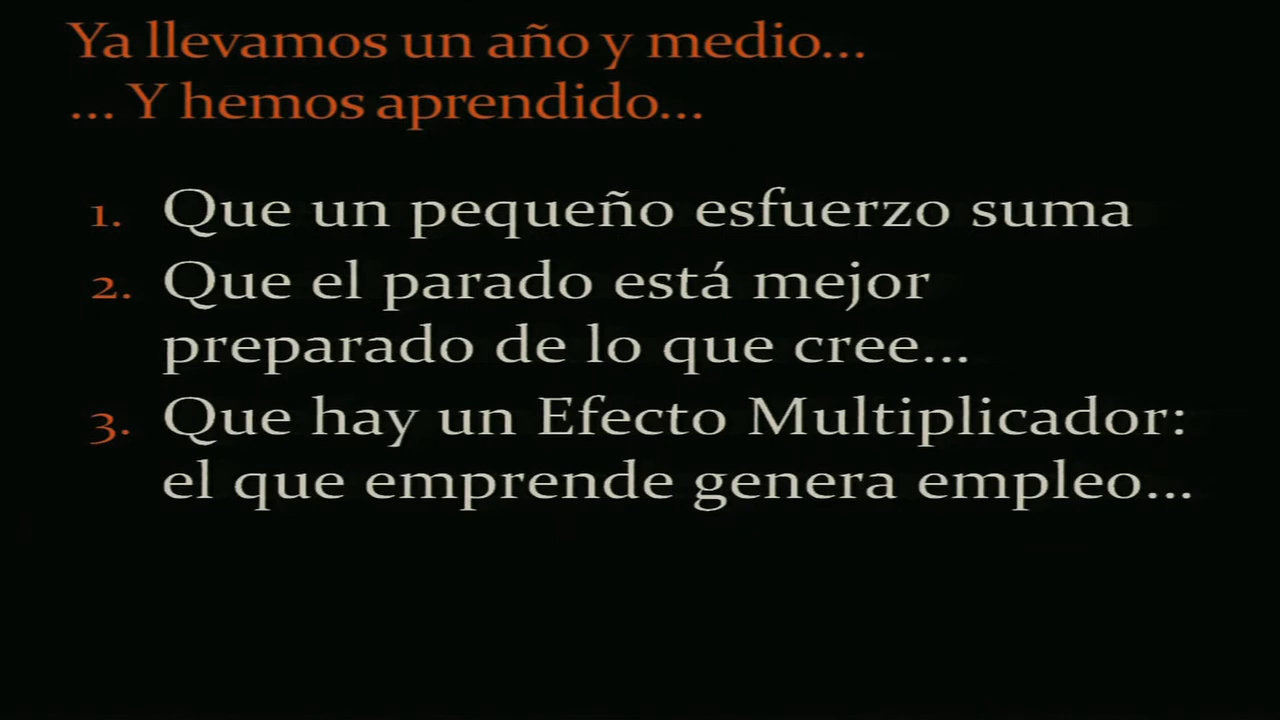 Ya llevamos un año y medio...
... Y hemos aprendido...
1. Que un pequeño esfuerzo suma
2. Que el parado está mejor
preparado de lo que cree...
3. Que hay un Efecto Multiplicador:
el que emprende genera empleo...